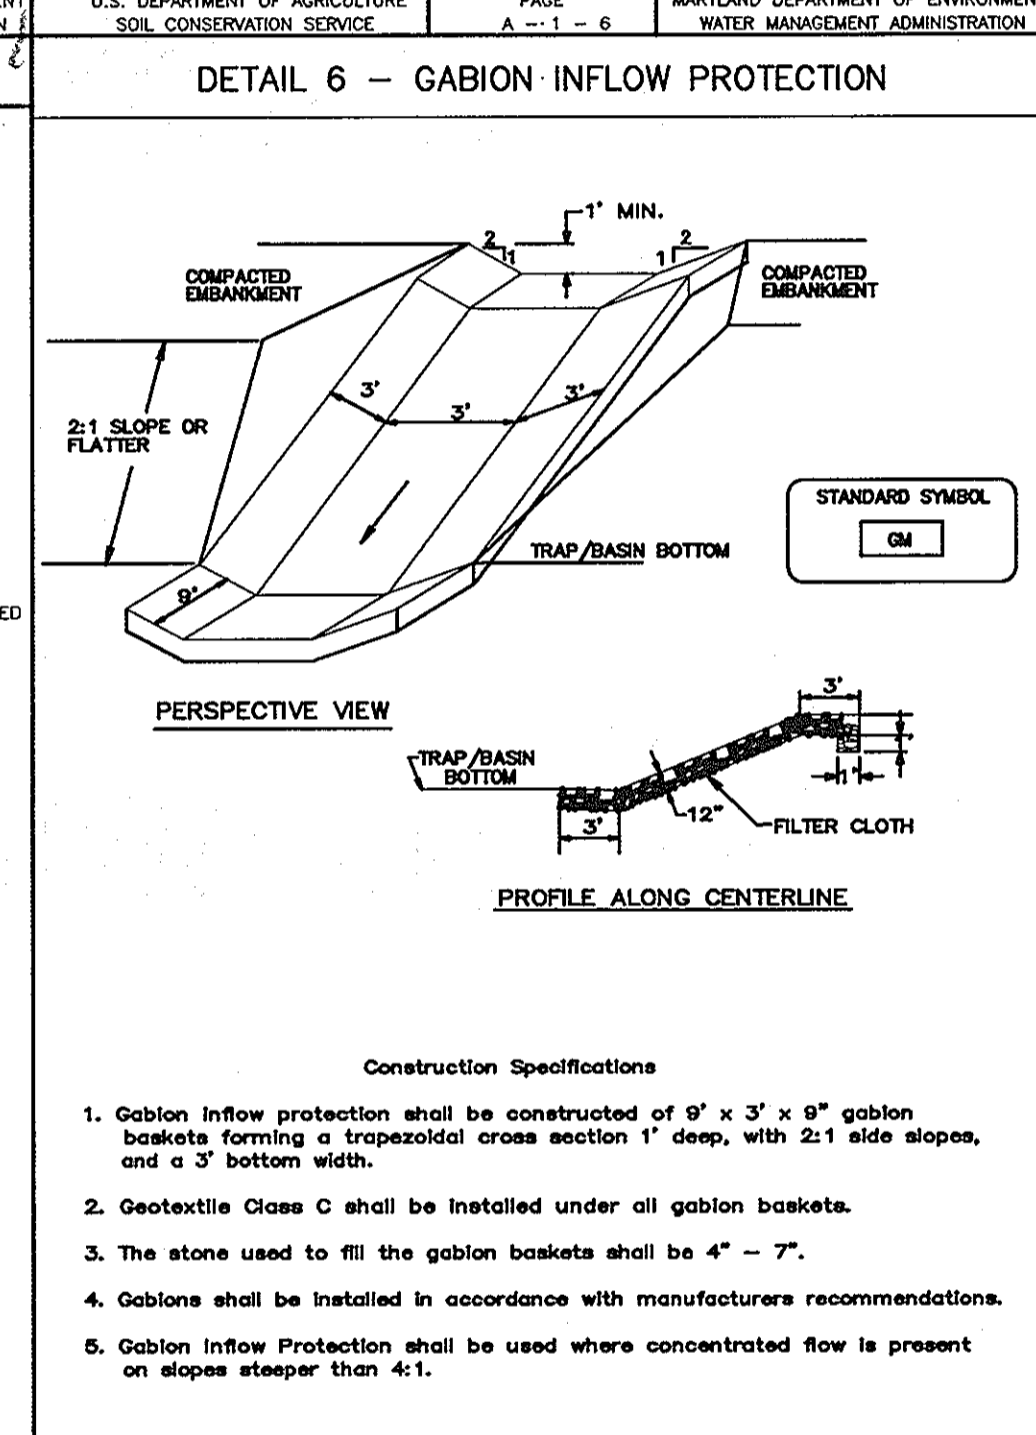 U.S. DEPARTMENT OF AGRICULTURE
SOIL CONSERVATION SERVICE
PAGE
A - 1 - 6
MARYLAND DEPARTMENT OF ENVIRONMEN
WATER MANAGEMENT ADMINISTRATION
DETAIL 6 - GABION INFLOW PROTECTION
1' MIN.
2
1
2
1
COMPACTED
EMBANKMENT
COMPACTED
EMBANKMENT
3'
3'
3'
2:1 SLOPE OR
FLATTER
STANDARD SYMBOL
GM
TRAP/BASIN BOTTOM
9'
ED
PERSPECTIVE VIEW
3'
TRAP/BASIN
BOTTOM
1'
12"
3'
FILTER CLOTH
PROFILE ALONG CENTERLINE
Construction Specifications
1. Gabion inflow protection shall be constructed of 9' x 3' x 9" gabion
baskets forming a trapezoidal cross section 1' deep, with 2:1 side slopes,
and a 3' bottom width.
2. Geotextile Class C shall be installed under all gabion baskets.
3. The stone used to fill the gabion baskets shall be 4" - 7".
4. Gabions shall be installed in accordance with manufacturers recommendations.
5. Gabion Inflow Protection shall be used where concentrated flow is present
on slopes steeper than 4:1.